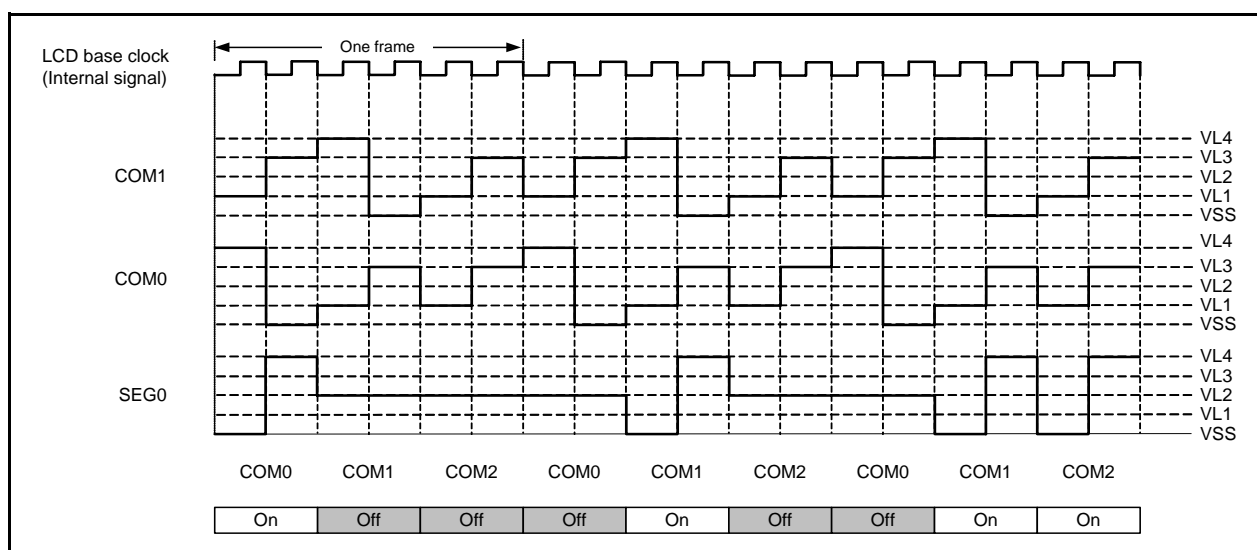 LCD base clock
(Internal signal)
One frame
COM1
VL4
VL3
VL2
VL1
VSS
COM0
VL4
VL3
VL2
VL1
VSS
SEG0
VL4
VL3
VL2
VL1
VSS
COM0 COM1 COM2 COM0 COM1 COM2 COM0 COM1 COM2
On Off Off Off On Off Off On On